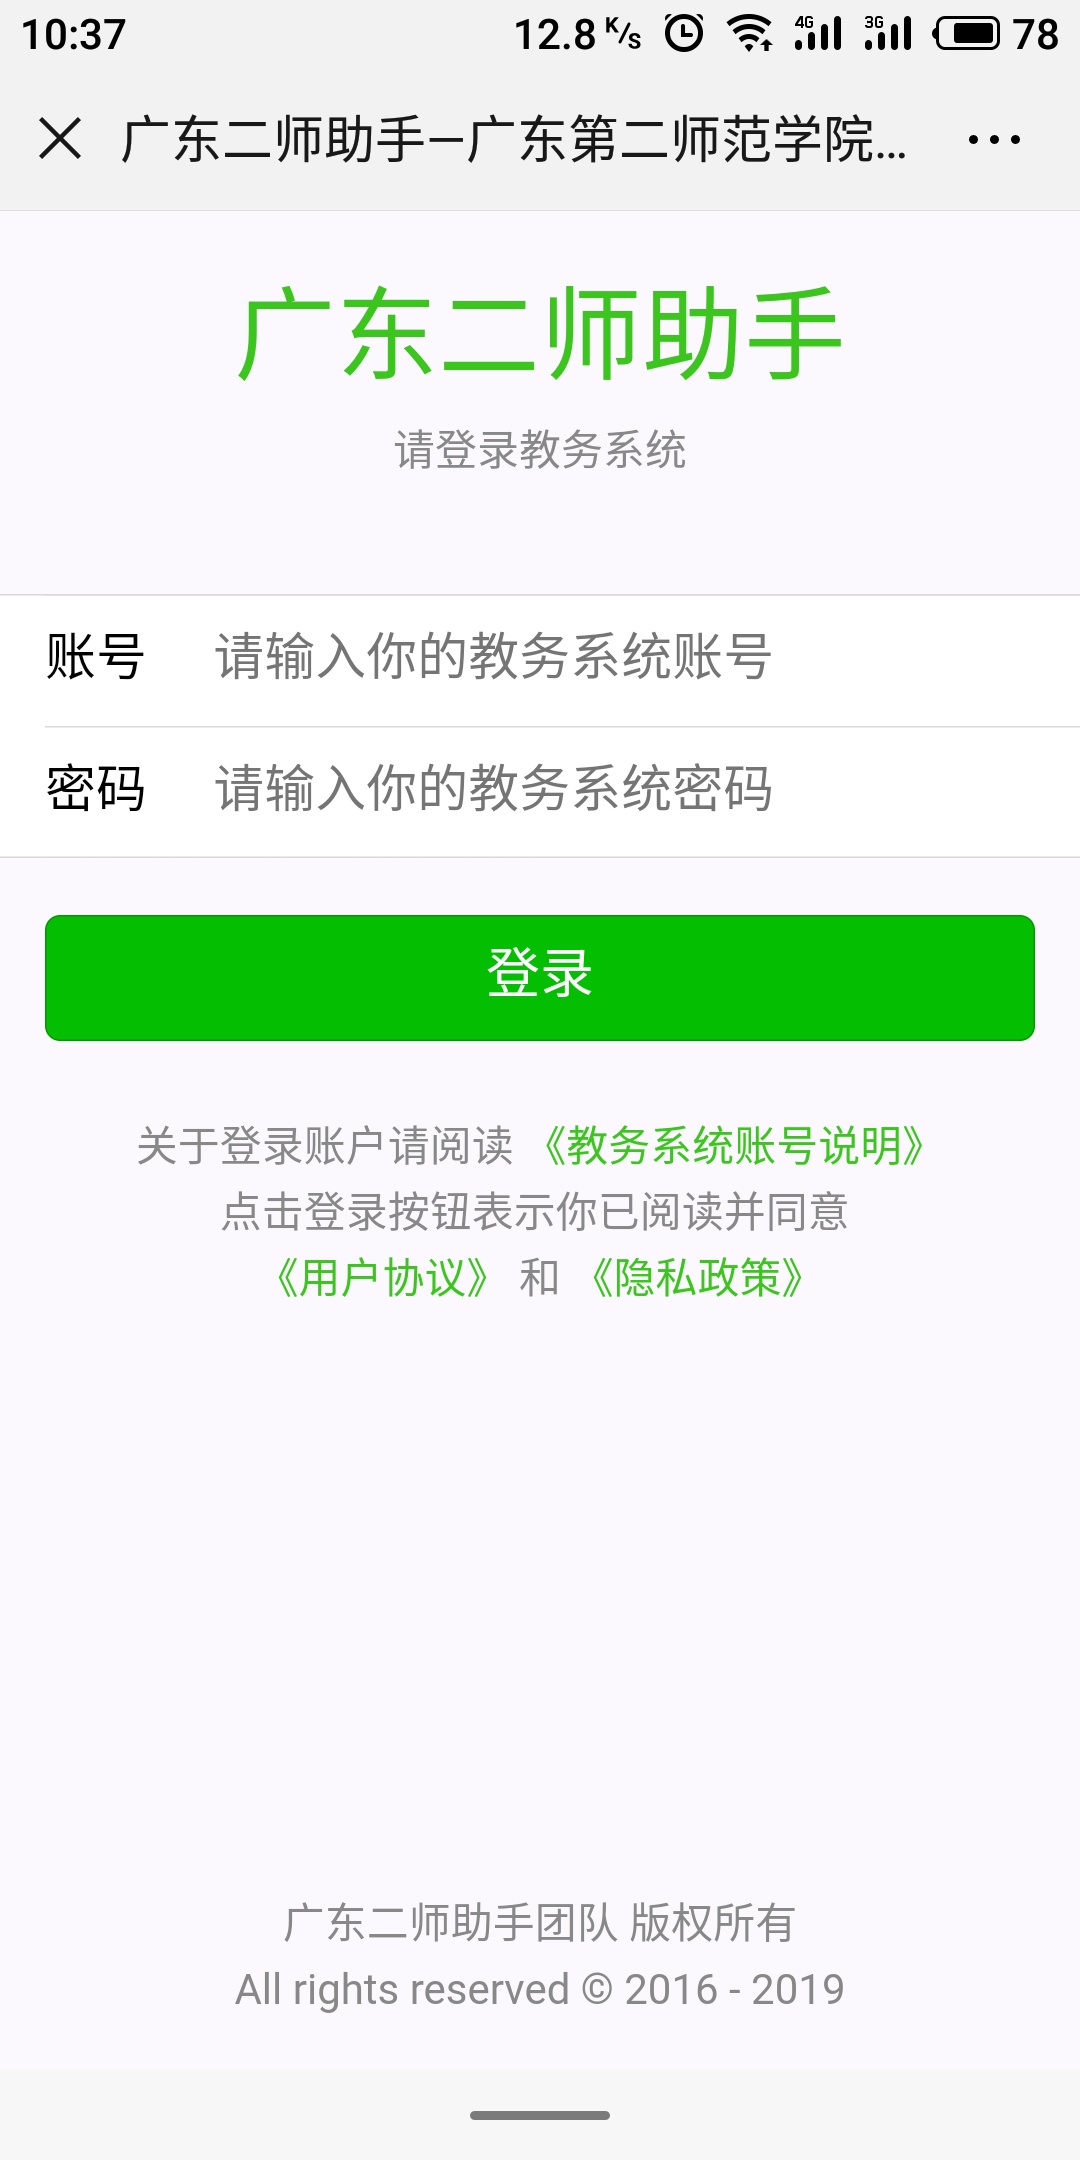 10:37 12.8 K/s 4G 3G 78
广东二师助手—广东第二师范学院...
广东二师助手
请登录教务系统
账号 请输入你的教务系统账号
密码 请输入你的教务系统密码
登录
关于登录账户请阅读 《教务系统账号说明》
点击登录按钮表示你已阅读并同意
《用户协议》 和 《隐私政策》
广东二师助手团队 版权所有
All rights reserved © 2016 - 2019